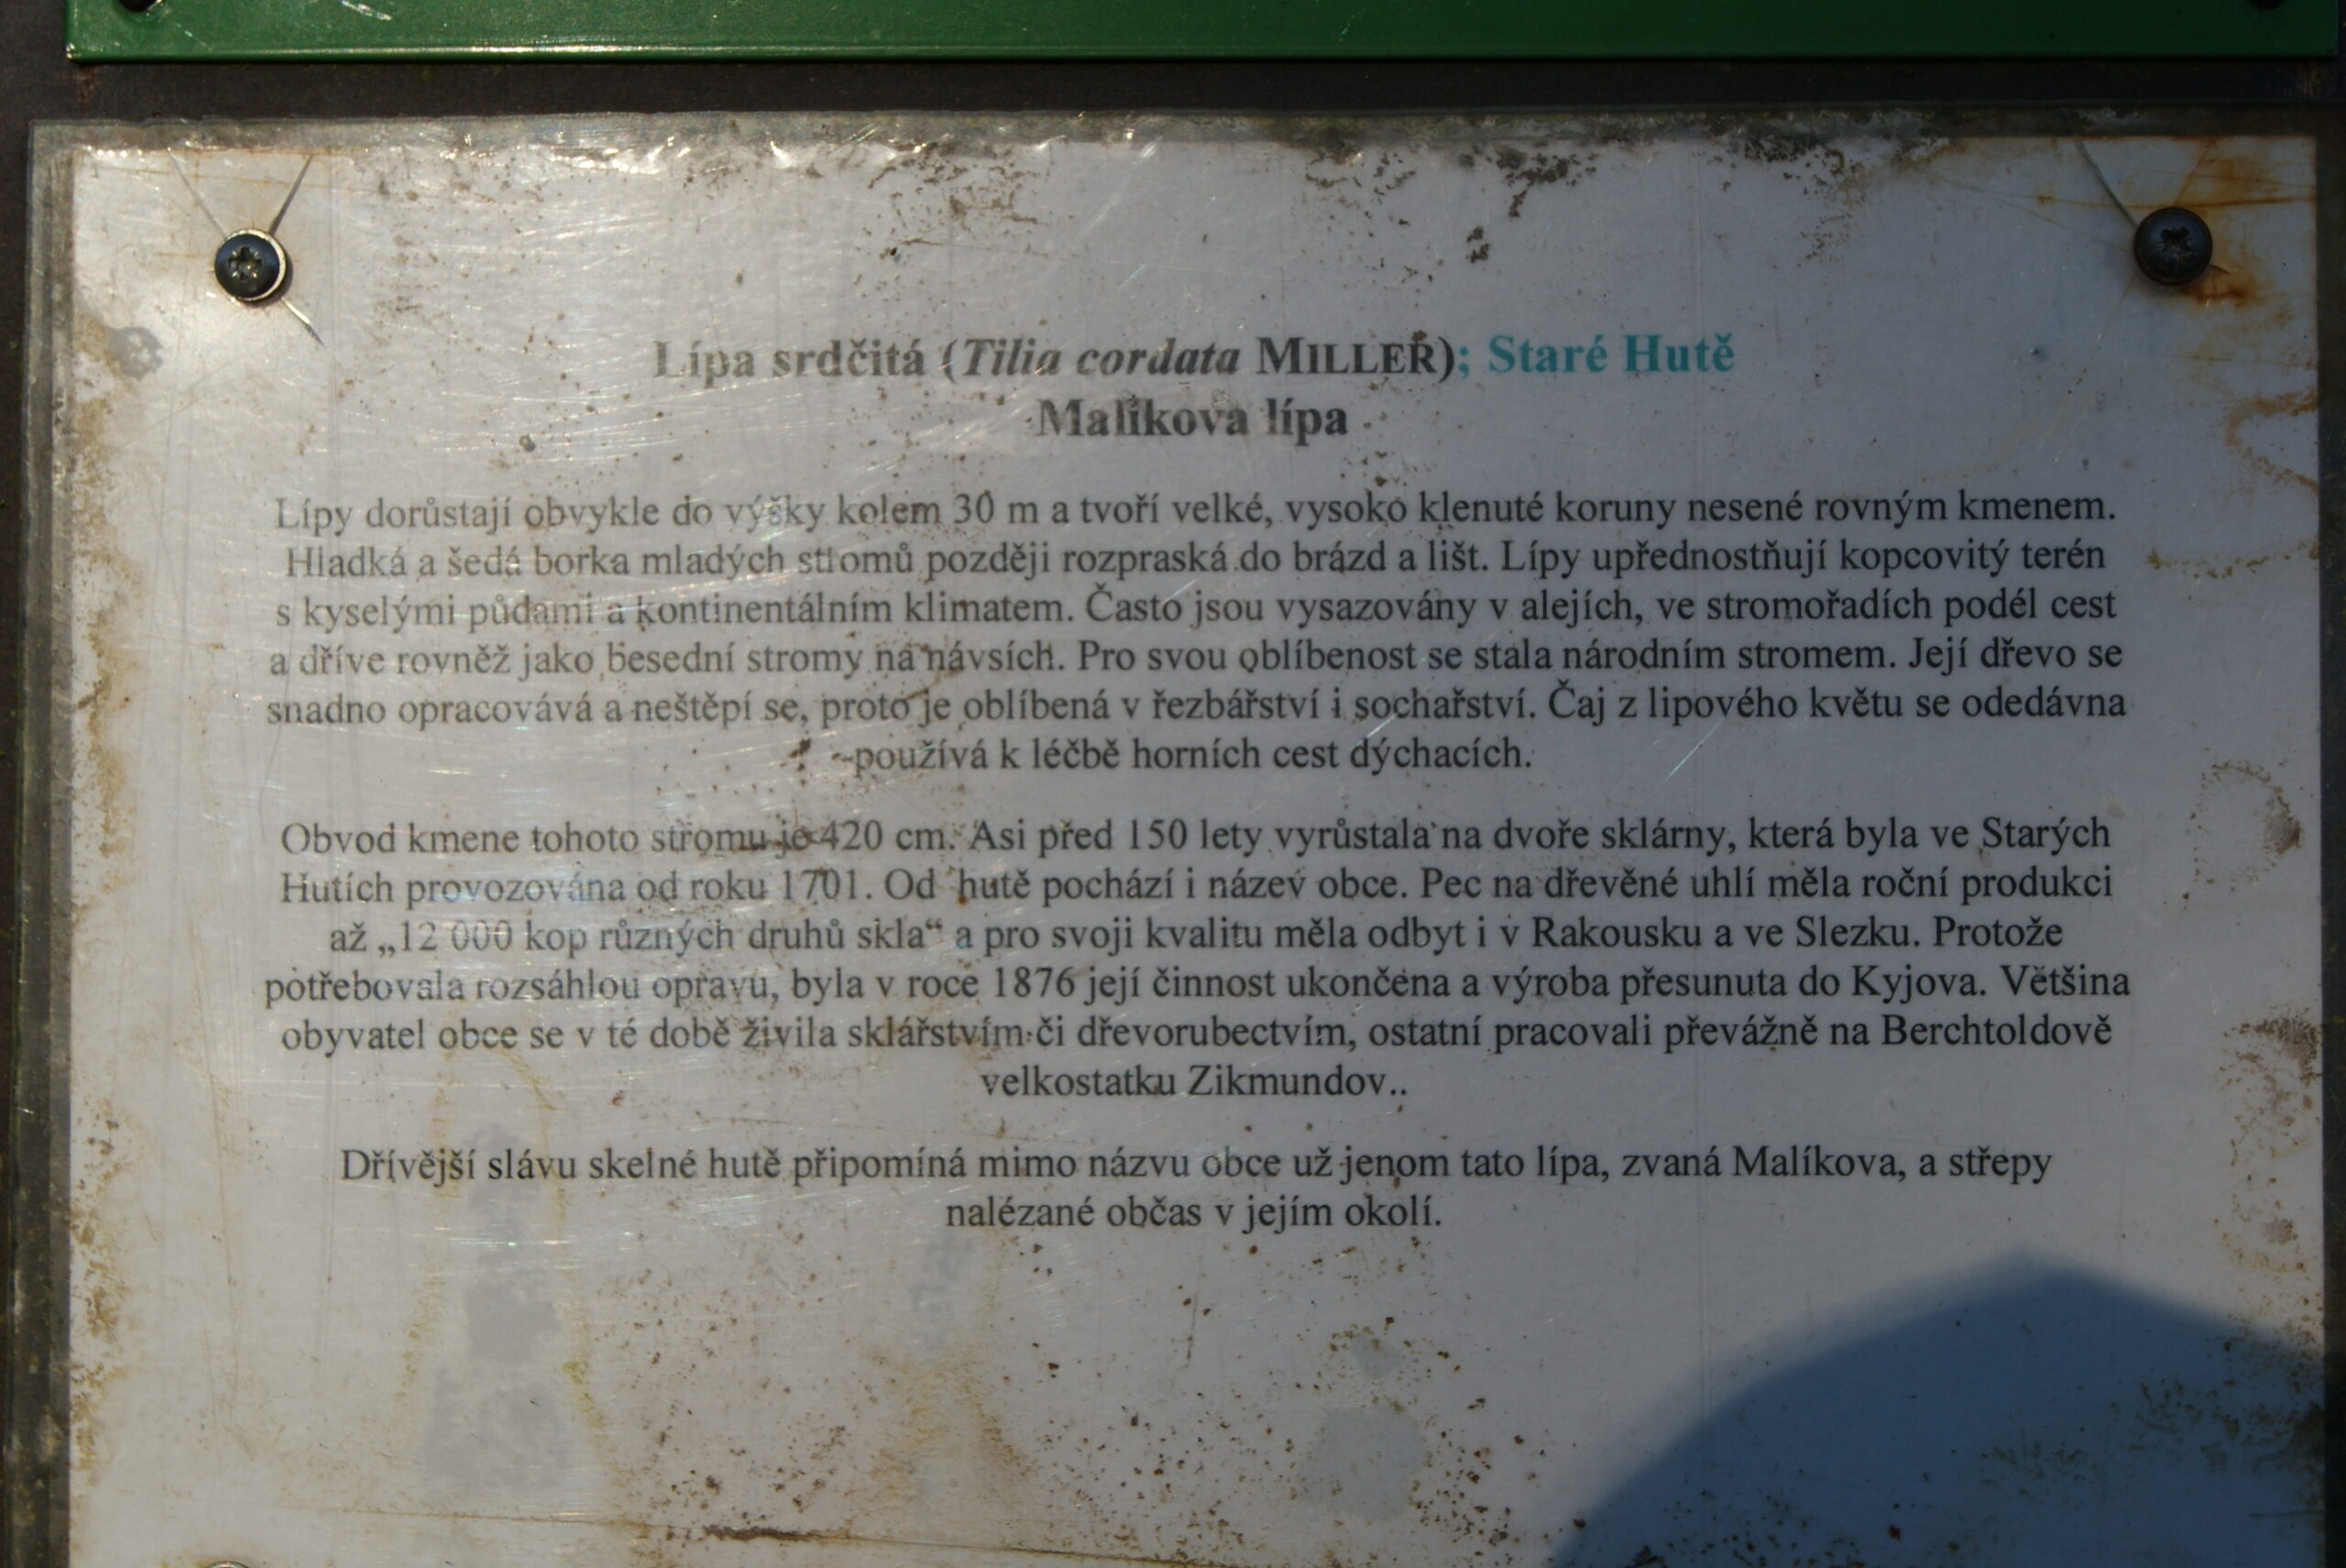 Lípa srdčitá (Tilia cordata MILLER); Staré Hutě
Malíkova lípa
Lípy dorůstají obvykle do výšky kolem 30 m a tvoří velké, vysoko klenuté koruny nesené rovným kmenem.
Hladká a šedá borka mladých stromů později rozpraská do brázd a lišt. Lípy upřednostňují kopcovitý terén
s kyselými půdami a kontinentálním klimatem. Často jsou vysazovány v alejích, ve stromořadích podél cest
a dříve rovněž jako besední stromy na návsích. Pro svou oblíbenost se stala národním stromem. Její dřevo se
snadno opracovává a neštěpí se, proto je oblíbená v řezbářství i sochařství. Čaj z lipového květu se odedávna
používá k léčbě horních cest dýchacích.
Obvod kmene tohoto stromu je 420 cm. Asi před 150 lety vyrůstala na dvoře sklárny, která byla ve Starých
Hutích provozována od roku 1701. Od hutě pochází i název obce. Pec na dřevěné uhlí měla roční produkci
až „12 000 kop různých druhů skla“ a pro svoji kvalitu měla odbyt i v Rakousku a ve Slezku. Protože
potřebovala rozsáhlou opravu, byla v roce 1876 její činnost ukončena a výroba přesunuta do Kyjova. Většina
obyvatel obce se v té době živila sklářstvím či dřevorubectvím, ostatní pracovali převážně na Berchtoldově
velkostatku Zikmundov..
Dřívější slávu skelné hutě připomíná mimo názvu obce už jenom tato lípa, zvaná Malíkova, a střepy
nalézané občas v jejím okolí.